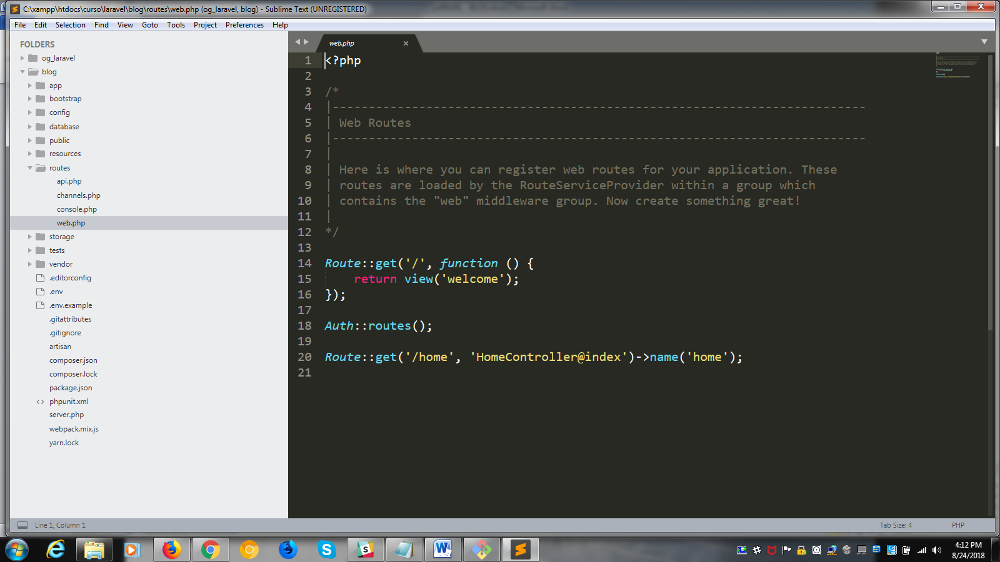 C:\xampp\htdocs\curso\laravel\blog\routes\web.php (og_laravel, blog) - Sublime Text (UNREGISTERED)
File Edit Selection Find View Goto Tools Project Preferences Help
FOLDERS
og_laravel
blog
app
bootstrap
config
database
public
resources
routes
api.php
channels.php
console.php
web.php
storage
tests
vendor
.editorconfig
.env
.env.example
.gitattributes
.gitignore
artisan
composer.json
composer.lock
package.json
<> phpunit.xml
server.php
webpack.mix.js
yarn.lock
web.php
1 <?php
2
3 /*
4 |--------------------------------------------------------------------------
5 | Web Routes
6 |--------------------------------------------------------------------------
7 |
8 | Here is where you can register web routes for your application. These
9 | routes are loaded by the RouteServiceProvider within a group which
10 | contains the "web" middleware group. Now create something great!
11 |
12 */
13
14 Route::get('/', function () {
15     return view('welcome');
16 });
17
18 Auth::routes();
19
20 Route::get('/home', 'HomeController@index')->name('home');
21
Line 1, Column 1
Tab Size: 4 PHP
4:12 PM
8/24/2018